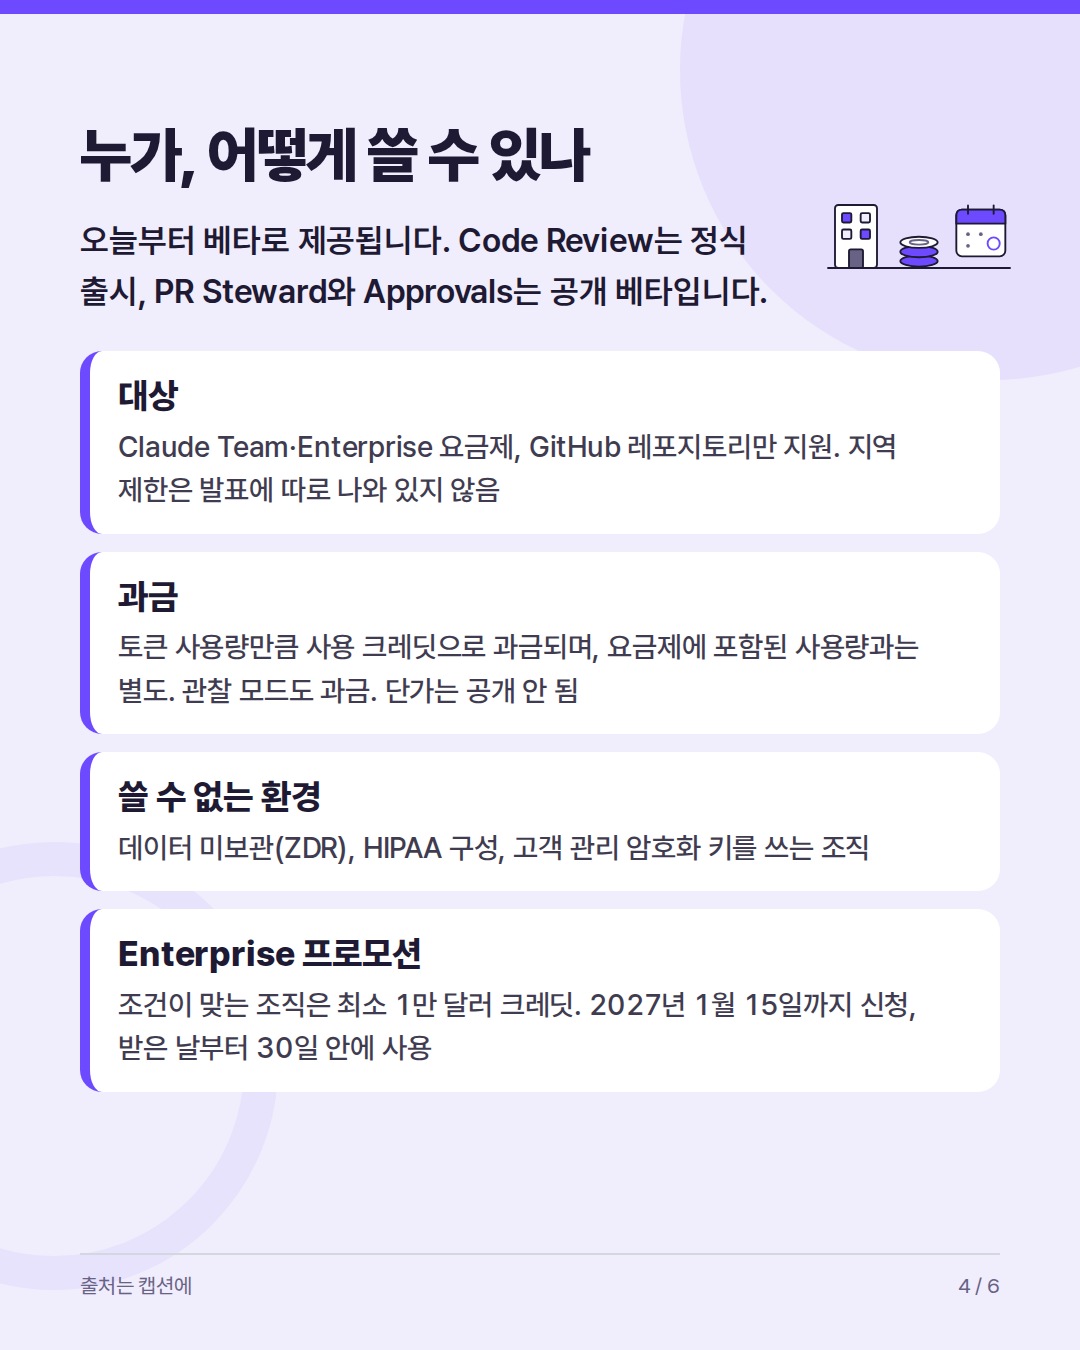 누가, 어떻게 쓸 수 있나
오늘부터 베타로 제공됩니다. Code Review는 정식
출시, PR Steward와 Approvals는 공개 베타입니다.
대상
Claude Team·Enterprise 요금제, GitHub 레포지토리만 지원. 지역
제한은 발표에 따로 나와 있지 않음
과금
토큰 사용량만큼 사용 크레딧으로 과금되며, 요금제에 포함된 사용량과는
별도. 관찰 모드도 과금. 단가는 공개 안 됨
쓸 수 없는 환경
데이터 미보관(ZDR), HIPAA 구성, 고객 관리 암호화 키를 쓰는 조직
Enterprise 프로모션
조건이 맞는 조직은 최소 1만 달러 크레딧. 2027년 1월 15일까지 신청,
받은 날부터 30일 안에 사용
출처는 캡션에
4 / 6